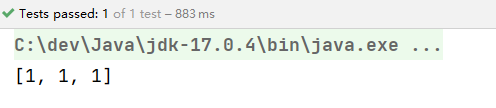 Tests passed: 1 of 1 test – 883 ms
C:\dev\Java\jdk-17.0.4\bin\java.exe ...
[1, 1, 1]